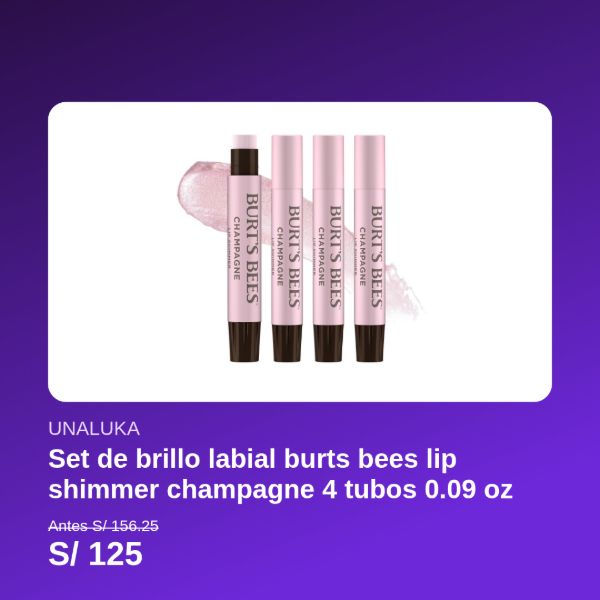 BURT'S BEES
CHAMPAGNE
BURT'S BEES
CHAMPAGNE
BURT'S BEES
CHAMPAGNE
BURT'S BEES
CHAMPAGNE
UNALUKA
Set de brillo labial burts bees lip
shimmer champagne 4 tubos 0.09 oz
Antes S/ 156.25
S/ 125